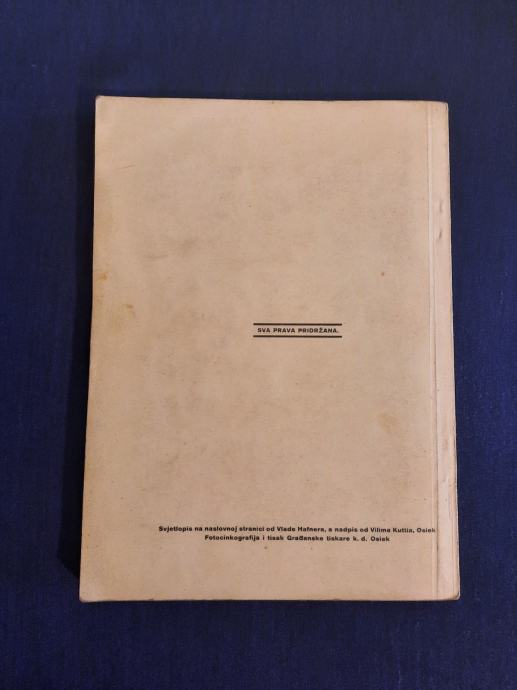 SVA PRAVA PRIDRŽANA.
Svjetlopis na naslovnoj stranici od Vlade Hafnera, a nadpis od Vilima Kuttia, Osiek
Fotocinkografija i tisak Građanske tiskare k. d. Osiek